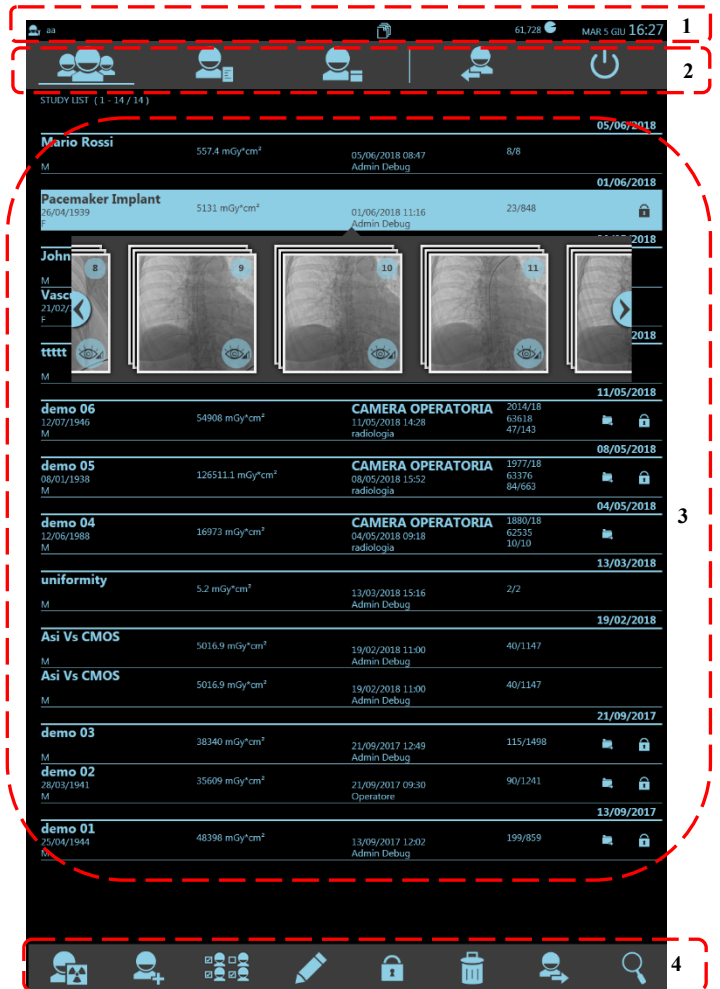 aa 61,728 MAR 5 GIU 16:27 1
2
STUDY LIST ( 1 - 14 / 14 )
05/06/2018
Mario Rossi
557.4 mGy*cm² 05/06/2018 08:47 8/8
M Admin Debug
01/06/2018
Pacemaker Implant
26/04/1939 5131 mGy*cm² 01/06/2018 11:16 23/848
F Admin Debug
2018
John
8 9 10 11
M
Vascu
21/02/
F
2018
ttttt
M
11/05/2018
demo 06 CAMERA OPERATORIA 2014/18
12/07/1946 54908 mGy*cm² 11/05/2018 14:28 63618
M radiologia 47/143
08/05/2018
demo 05 CAMERA OPERATORIA 1977/18
08/01/1938 126511.1 mGy*cm² 08/05/2018 15:52 63376
M radiologia 84/663
04/05/2018
3
demo 04 CAMERA OPERATORIA 1880/18
12/06/1988 16973 mGy*cm² 04/05/2018 09:18 62535
M radiologia 10/10
13/03/2018
uniformity
5.2 mGy*cm² 13/03/2018 15:16 2/2
M Admin Debug
19/02/2018
Asi Vs CMOS
5016.9 mGy*cm² 19/02/2018 11:00 40/1147
M Admin Debug
Asi Vs CMOS
5016.9 mGy*cm² 19/02/2018 11:00 40/1147
M Admin Debug
21/09/2017
demo 03
38340 mGy*cm² 21/09/2017 12:49 115/1498
M Admin Debug
demo 02
28/03/1941 35609 mGy*cm² 21/09/2017 09:30 90/1241
M Operatore
13/09/2017
demo 01
25/04/1944 48398 mGy*cm² 13/09/2017 12:02 199/859
M Admin Debug
4